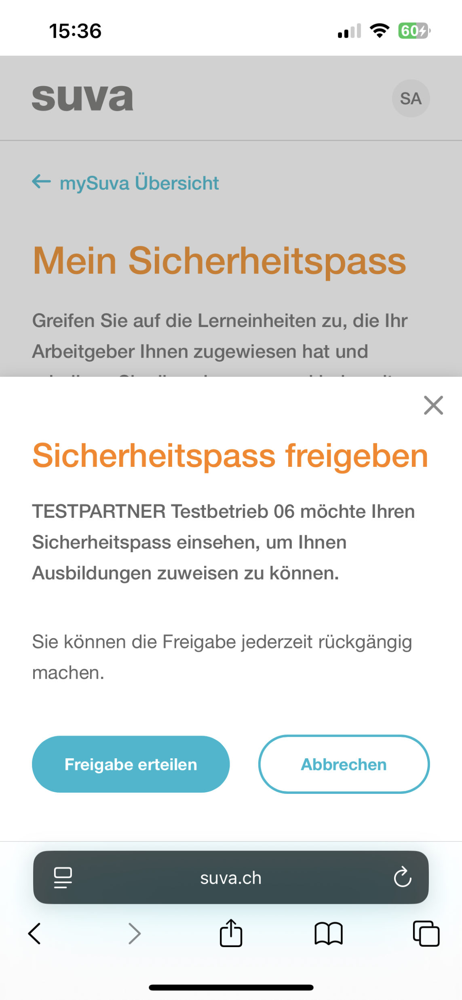 15:36
60
suva
SA
← mySuva Übersicht
Mein Sicherheitspass
Greifen Sie auf die Lerneinheiten zu, die Ihr
Arbeitgeber Ihnen zugewiesen hat und
Sicherheitspass freigeben
TESTPARTNER Testbetrieb 06 möchte Ihren
Sicherheitspass einsehen, um Ihnen
Ausbildungen zuweisen zu können.
Sie können die Freigabe jederzeit rückgängig
machen.
Freigabe erteilen
Abbrechen
suva.ch